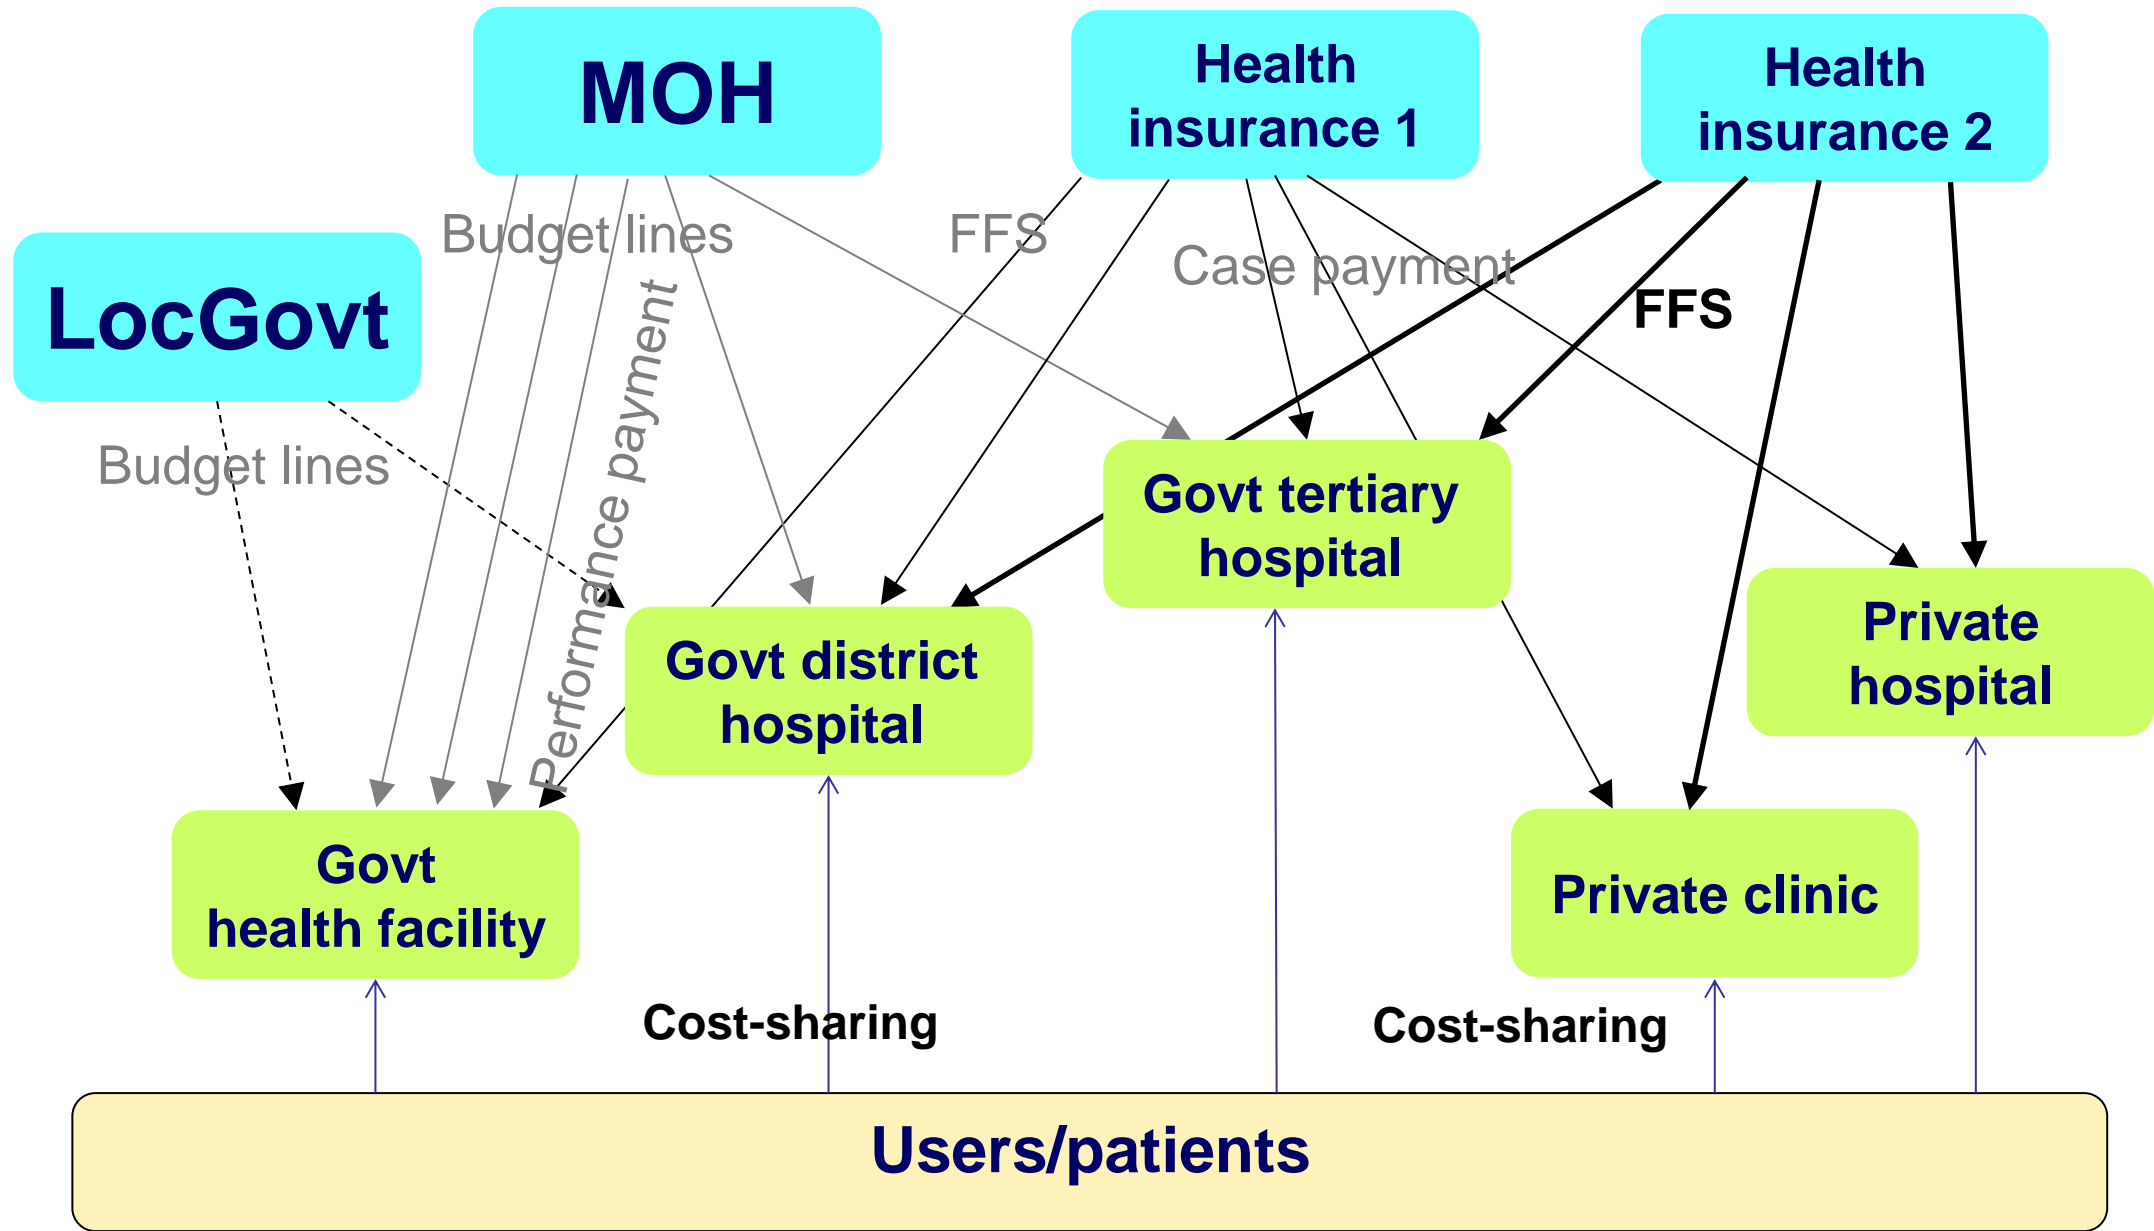 MOH
Health
insurance 1
Health
insurance 2
LocGovt
Budget lines
FFS
Case payment
FFS
Performance payment
Budget lines
Govt tertiary
hospital
Govt district
hospital
Private
hospital
Govt
health facility
Private clinic
Cost-sharing
Cost-sharing
Users/patients